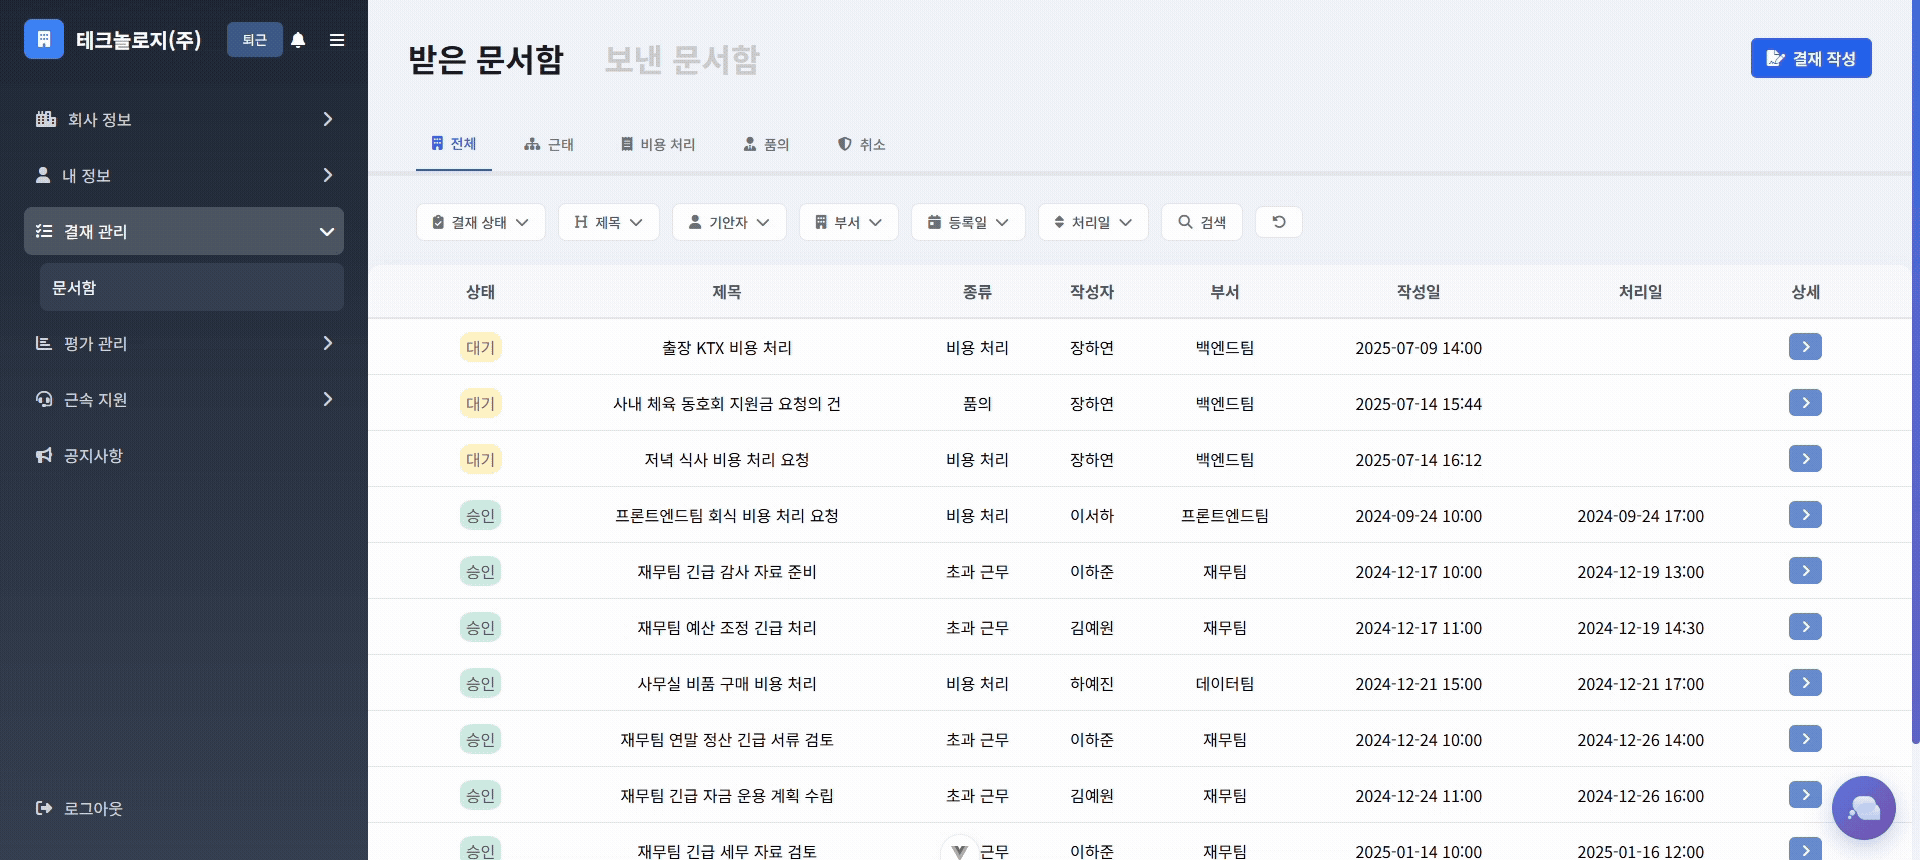 테크놀로지(주) 퇴근
회사 정보
내 정보
결재 관리
문서함
평가 관리
근속 지원
공지사항
로그아웃
받은 문서함 보낸 문서함
결재 작성
전체 근태 비용 처리 품의 취소
결재 상태 제목 기안자 부서 등록일 처리일 검색
상태 제목 종류 작성자 부서 작성일 처리일 상세
대기 출장 KTX 비용 처리 비용 처리 장하연 백엔드팀 2025-07-09 14:00
대기 사내 체육 동호회 지원금 요청의 건 품의 장하연 백엔드팀 2025-07-14 15:44
대기 저녁 식사 비용 처리 요청 비용 처리 장하연 백엔드팀 2025-07-14 16:12
승인 프론트엔드팀 회식 비용 처리 요청 비용 처리 이서하 프론트엔드팀 2024-09-24 10:00 2024-09-24 17:00
승인 재무팀 긴급 감사 자료 준비 초과 근무 이하준 재무팀 2024-12-17 10:00 2024-12-19 13:00
승인 재무팀 예산 조정 긴급 처리 초과 근무 김예원 재무팀 2024-12-17 11:00 2024-12-19 14:30
승인 사무실 비품 구매 비용 처리 비용 처리 하예진 데이터팀 2024-12-21 15:00 2024-12-21 17:00
승인 재무팀 연말 정산 긴급 서류 검토 초과 근무 이하준 재무팀 2024-12-24 10:00 2024-12-26 14:00
승인 재무팀 긴급 자금 운용 계획 수립 초과 근무 김예원 재무팀 2024-12-24 11:00 2024-12-26 16:00
승인 재무팀 긴급 세무 자료 검토 근무 이하준 재무팀 2025-01-14 10:00 2025-01-16 12:00